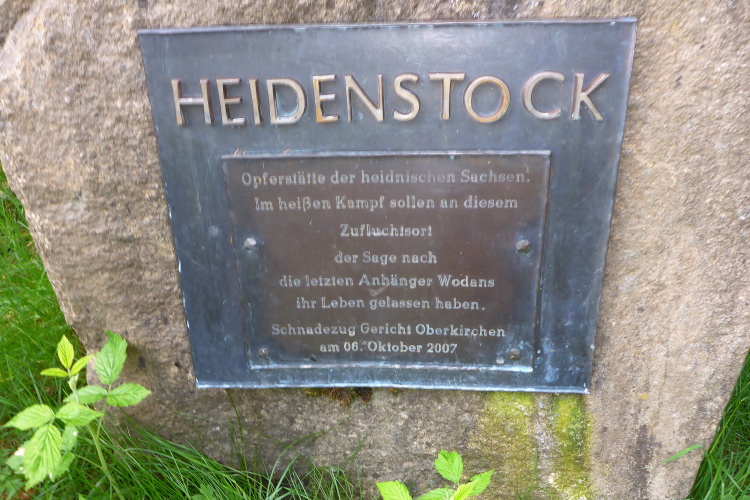 HEIDENSTOCK
Opferstätte der heidnischen Sachsen.
Im heißen Kampf sollen an diesem
Zufluchtsort
der Sage nach
die letzten Anhänger Wodans
ihr Leben gelassen haben.
Schnadezug Gericht Oberkirchen
am 06. Oktober 2007